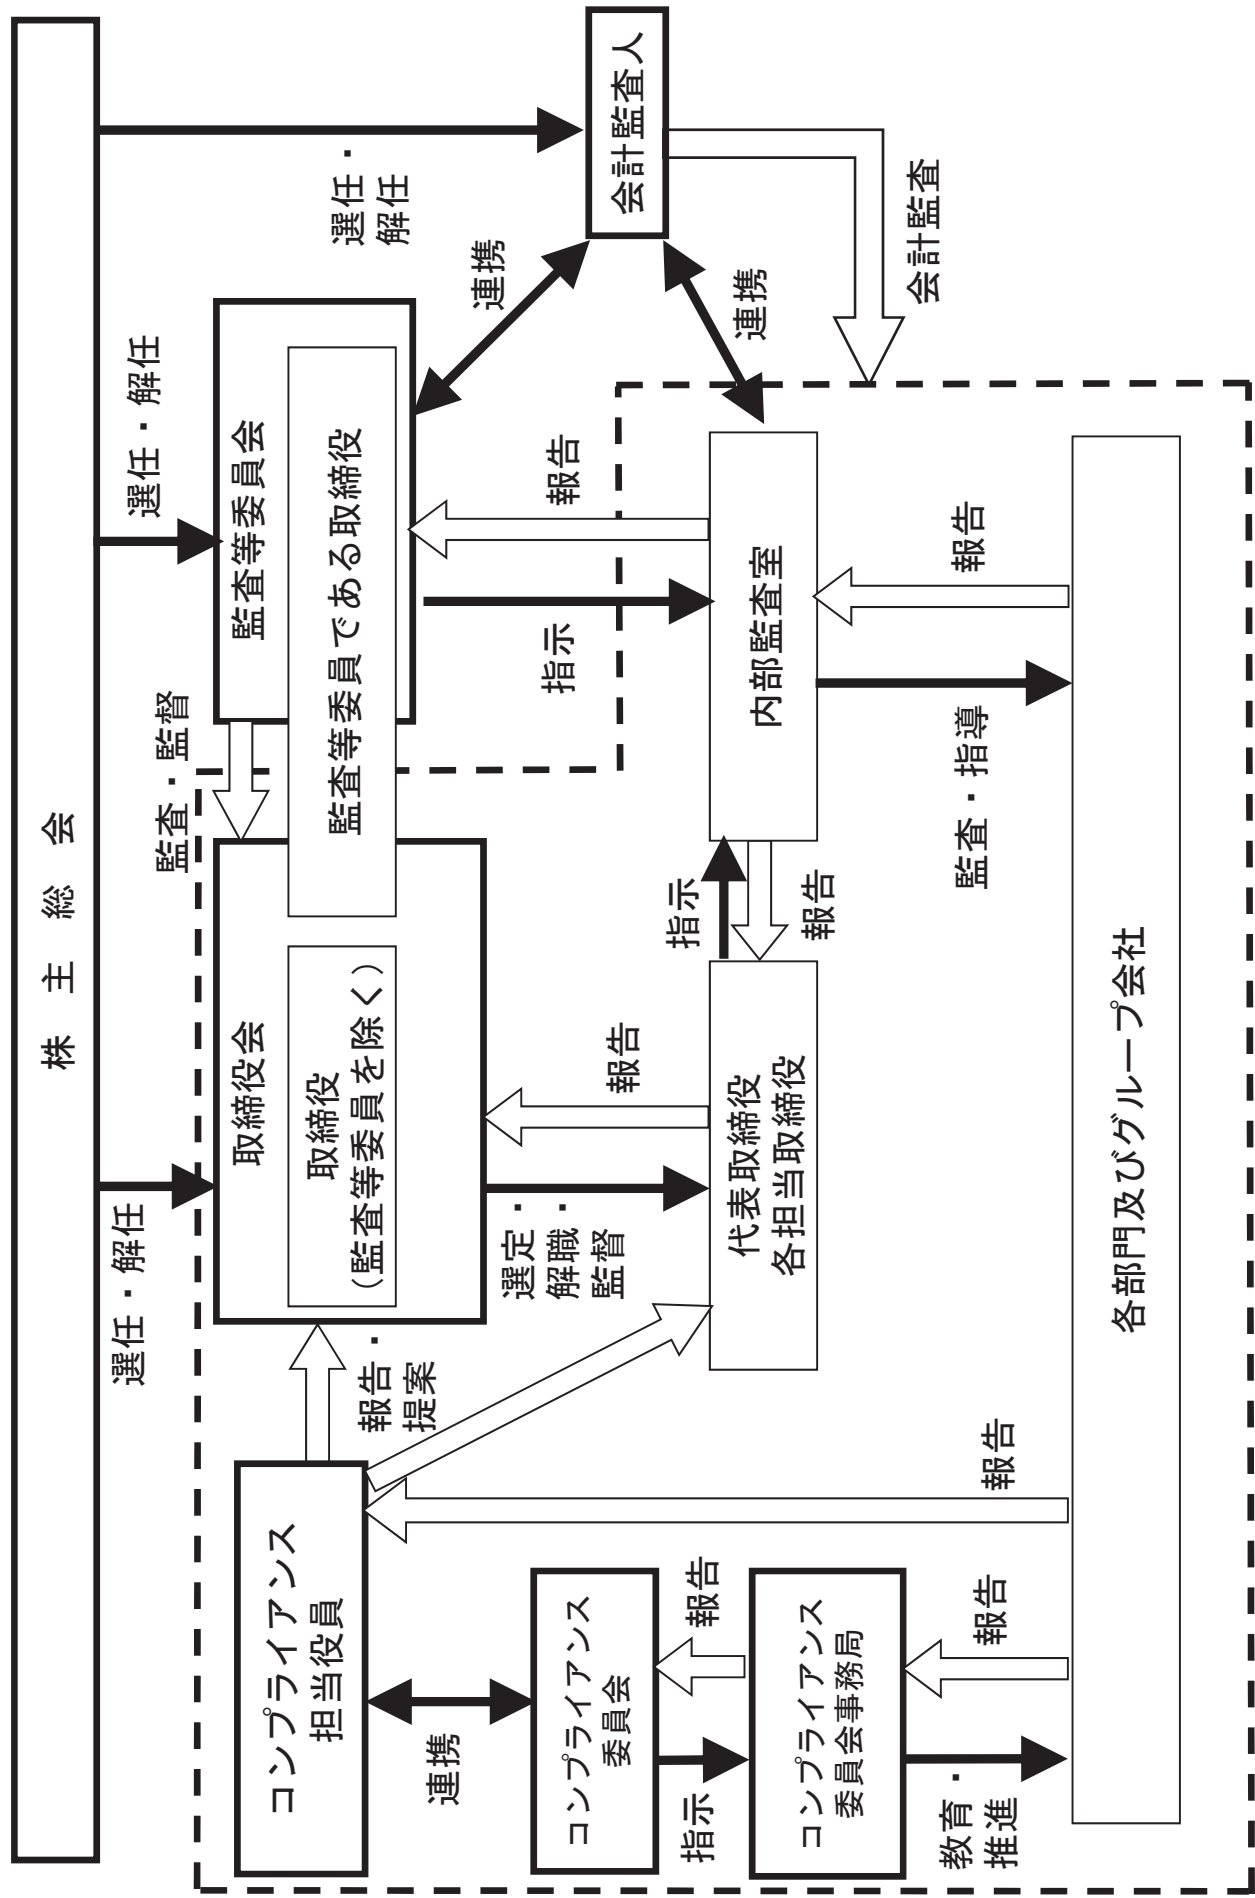 株主総会
選任・解任
選任・解任
選任・
解任
監査・監督
コンプライアンス
担当役員
報告・
提案
取締役会
取締役
(監査等委員を除く)
監査等委員会
監査等委員である取締役
連携
会計監査人
連携
会計監査
連携
選定・
解職・
監督
報告
指示
報告
コンプライアンス
委員会
指示
報告
代表取締役
各担当取締役
指示
報告
内部監査室
コンプライアンス
委員会事務局
教育・
推進
報告
報告
監査・指導
報告
各部門及びグループ会社